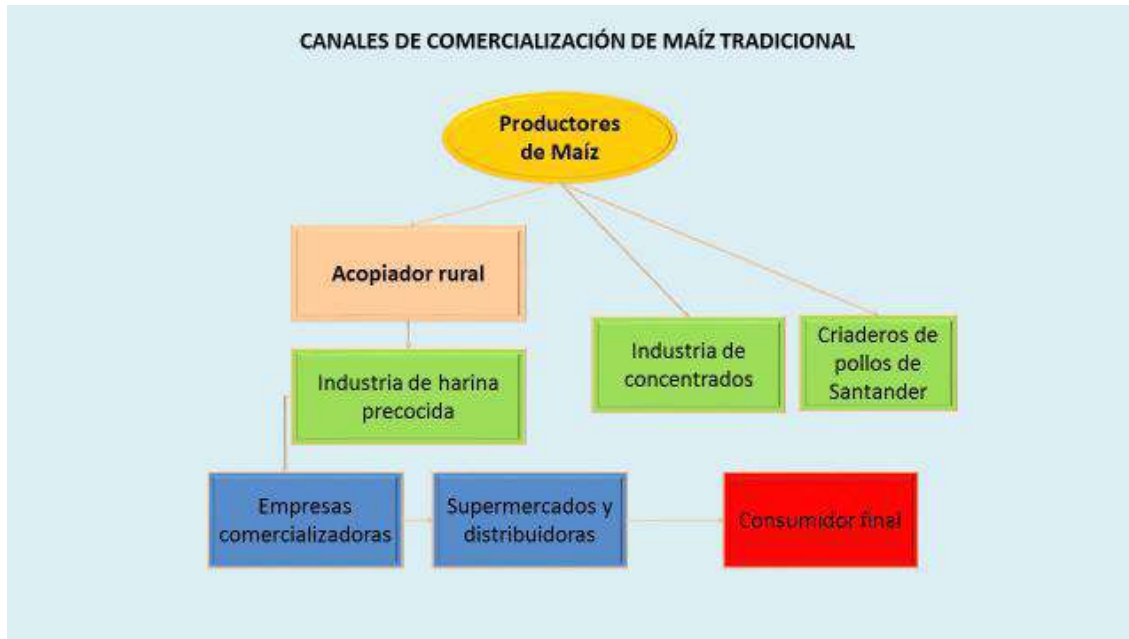 CANALES DE COMERCIALIZACIÓN DE MAÍZ TRADICIONAL
Productores
de Maíz
Acopiador rural
Industria de
concentrados
Criaderos de
pollos de
Santander
Industria de harina
precocida
Empresas
comercializadoras
Supermercados y
distribuidoras
Consumidor final